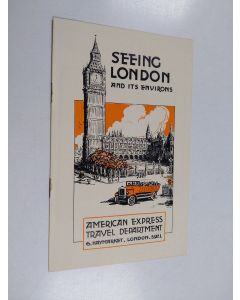 SEEING
LONDON
AND ITS ENVIRONS
AMERICAN EXPRESS
TRAVEL DEPARTMENT
6, HAYMARKET, LONDON, S.W.1.